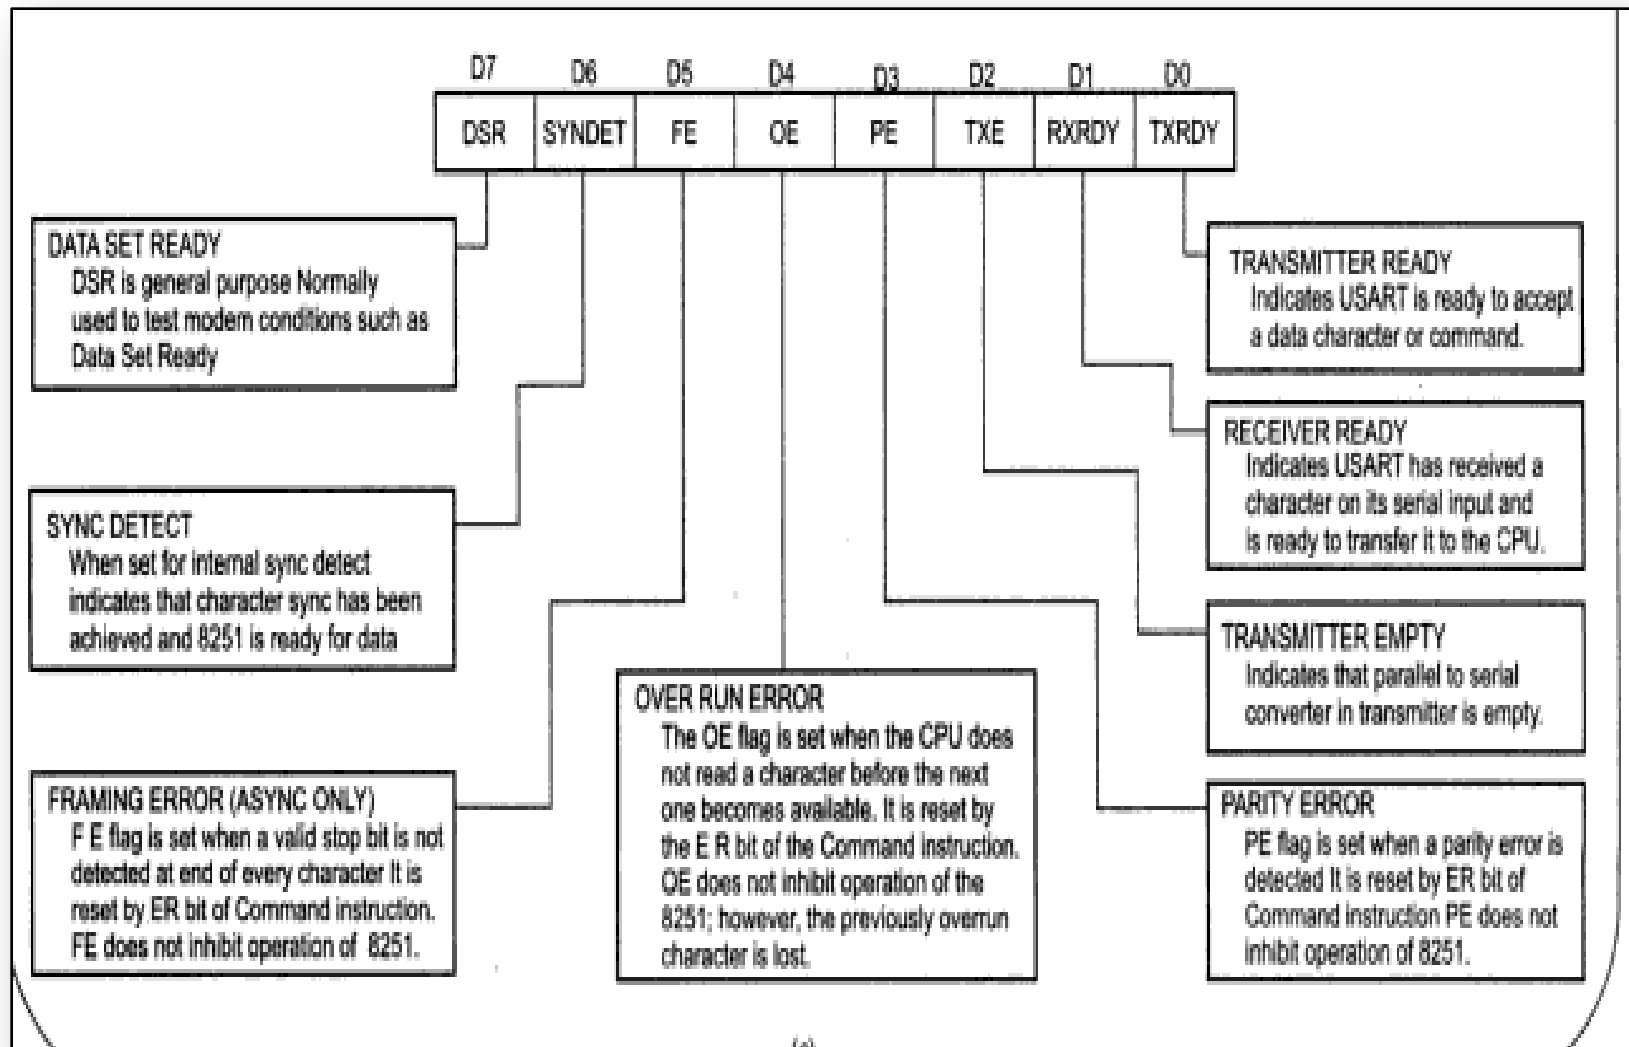 D7 D6 D5 D4 D3 D2 D1 D0
DSR SYNDET FE OE PE TXE RXRDY TXRDY
DATA SET READY
DSR is general purpose Normally
used to test modem conditions such as
Data Set Ready
SYNC DETECT
When set for internal sync detect
indicates that character sync has been
achieved and 8251 is ready for data
FRAMING ERROR (ASYNC ONLY)
F E flag is set when a valid stop bit is not
detected at end of every character It is
reset by ER bit of Command instruction.
FE does not inhibit operation of 8251.
OVER RUN ERROR
The OE flag is set when the CPU does
not read a character before the next
one becomes available. It is reset by
the E R bit of the Command instruction.
OE does not inhibit operation of the
8251; however, the previously overrun
character is lost.
TRANSMITTER READY
Indicates USART is ready to accept
a data character or command.
RECEIVER READY
Indicates USART has received a
character on its serial input and
is ready to transfer it to the CPU.
TRANSMITTER EMPTY
Indicates that parallel to serial
converter in transmitter is empty.
PARITY ERROR
PE flag is set when a parity error is
detected It is reset by ER bit of
Command instruction PE does not
inhibit operation of 8251.